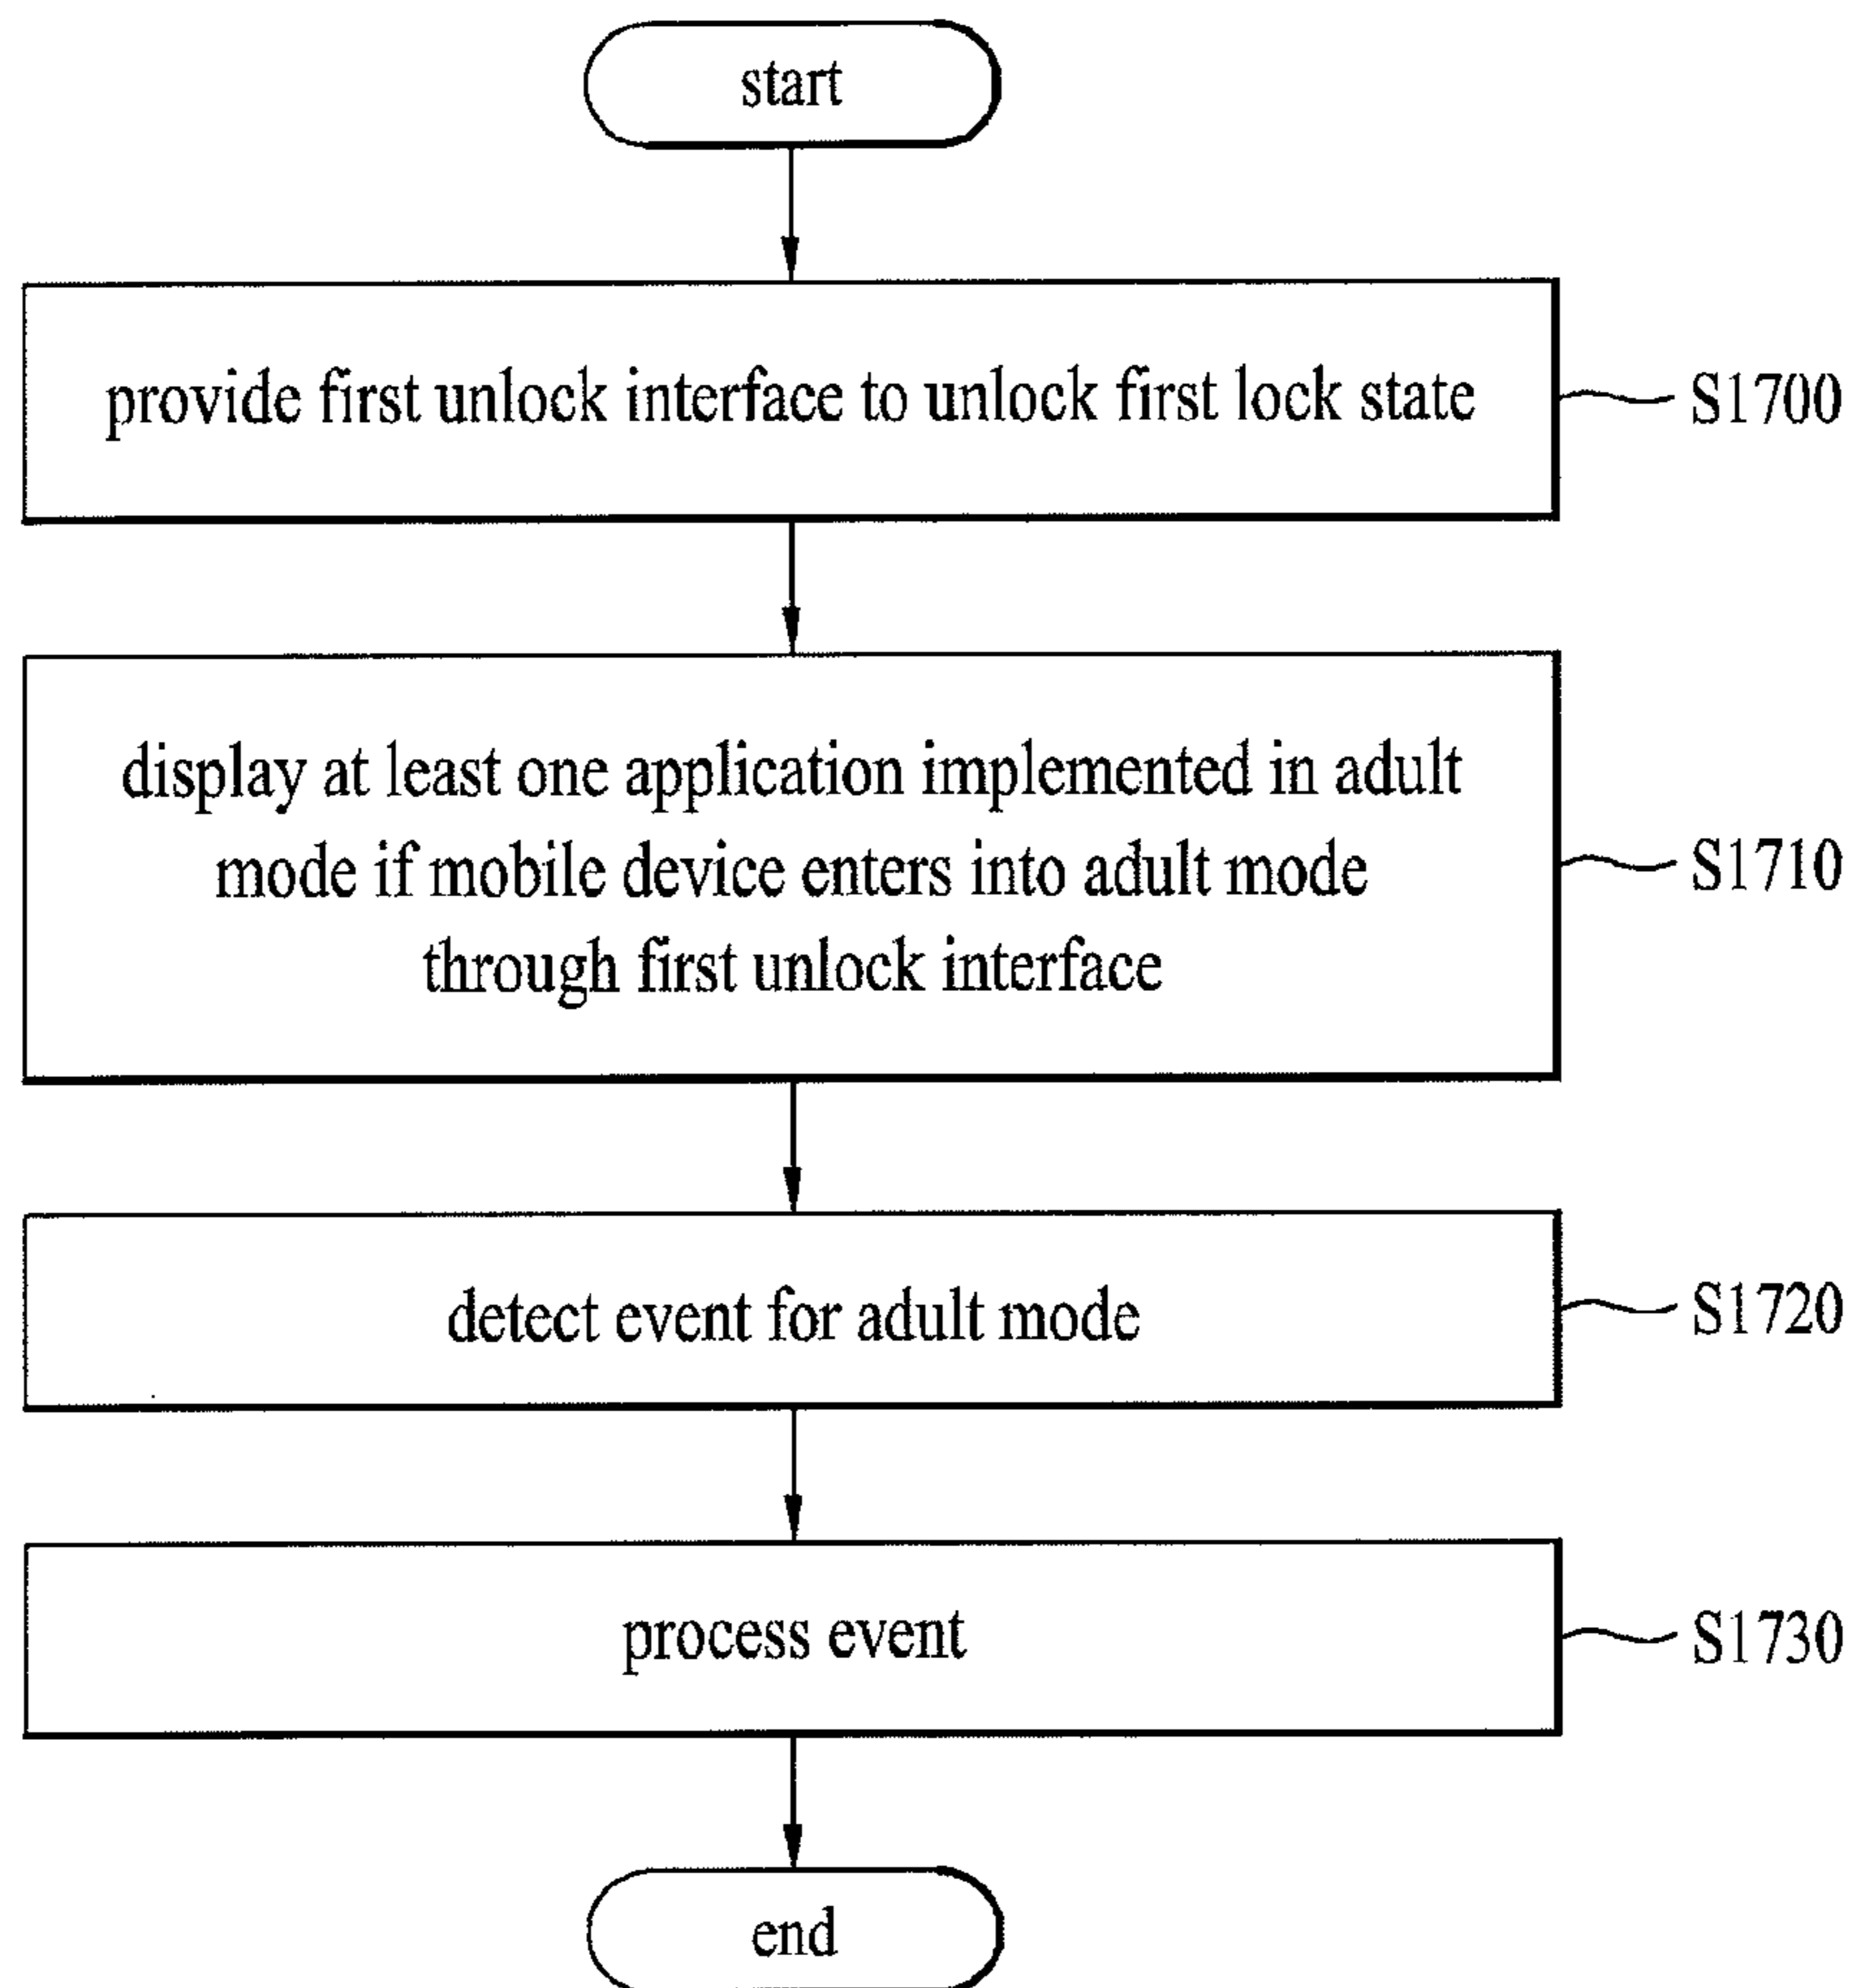 start
provide first unlock interface to unlock first lock state
S1700
display at least one application implemented in adult
mode if mobile device enters into adult mode
through first unlock interface
S1710
detect event for adult mode
S1720
process event
S1730
end